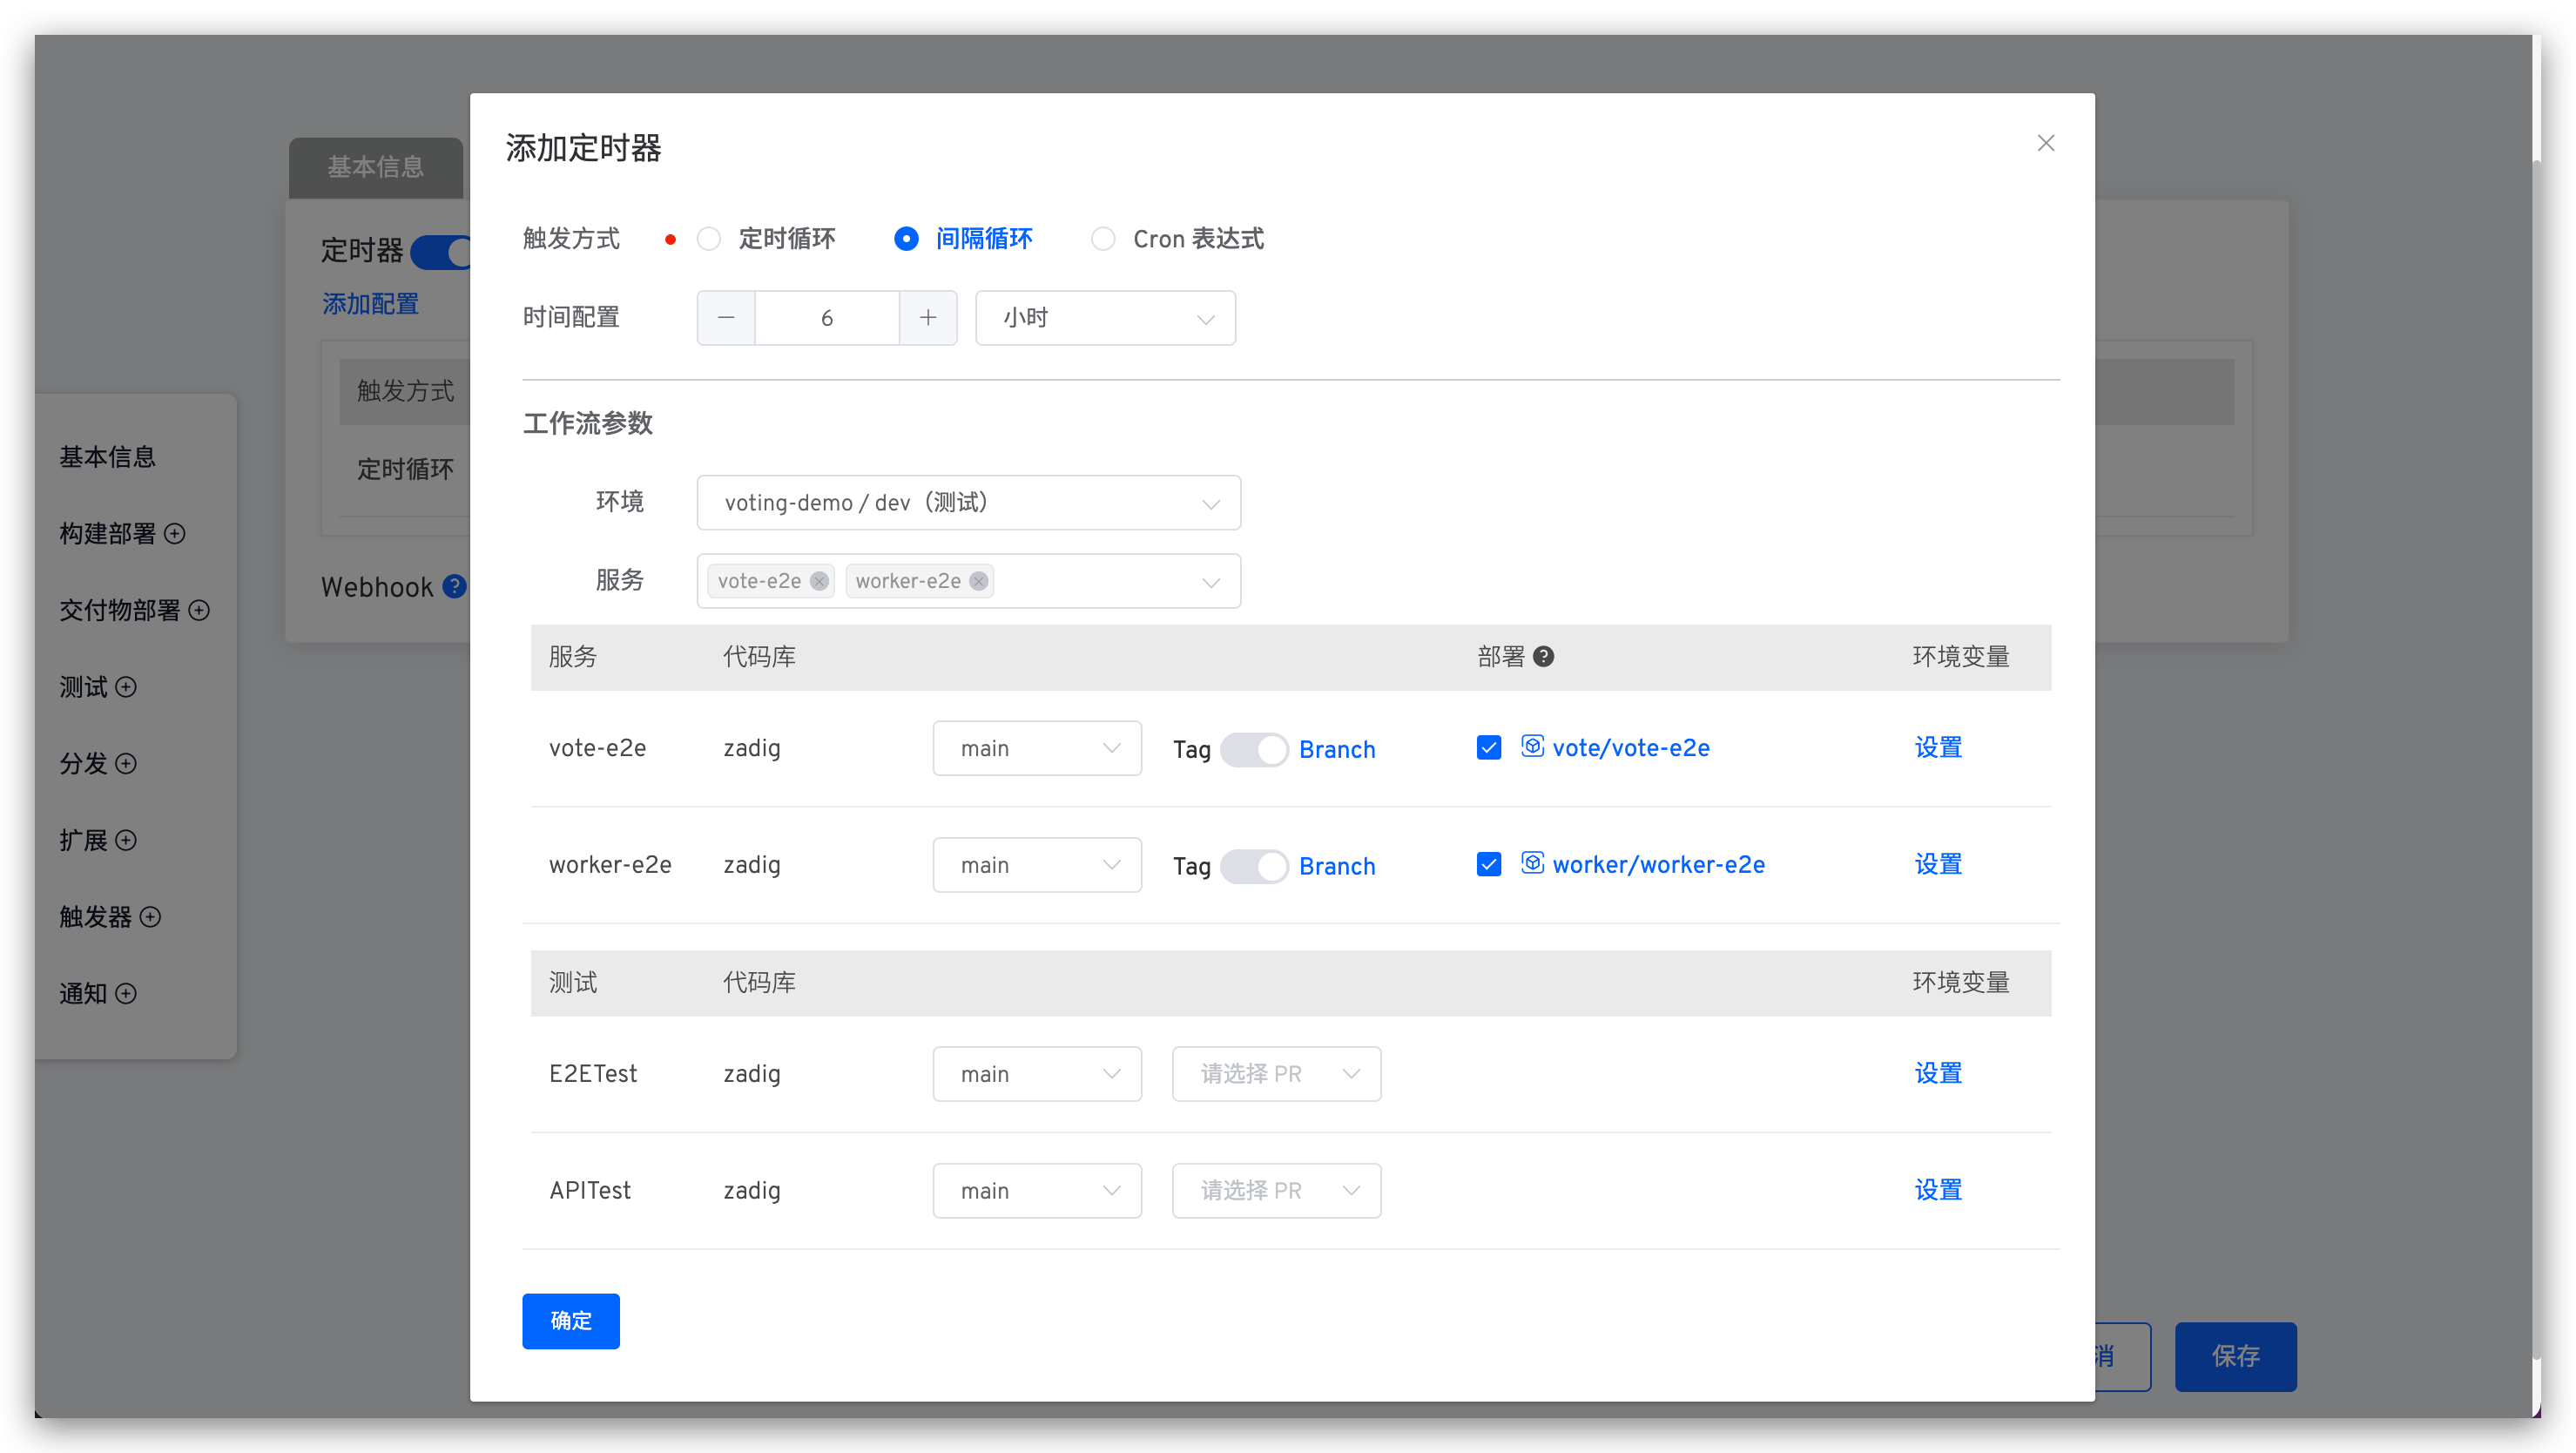 添加定时器
基本信息
触发方式 定时循环 间隔循环 Cron 表达式
定时器
添加配置
时间配置 6 小时
触发方式
定时循环
Webhook
工作流参数
环境 voting-demo / dev（测试）
服务 vote-e2e worker-e2e
服务 代码库 部署 环境变量
vote-e2e zadig main Tag Branch vote/vote-e2e 设置
worker-e2e zadig main Tag Branch worker/worker-e2e 设置
测试 代码库 环境变量
E2ETest zadig main 请选择 PR 设置
APITest zadig main 请选择 PR 设置
确定
基本信息
构建部署
交付物部署
测试
分发
扩展
触发器
通知
消 保存